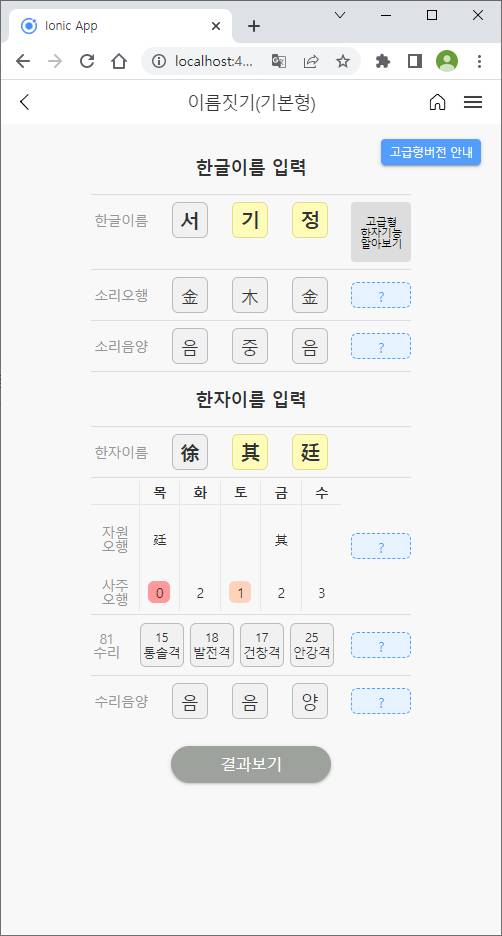 Ionic App
localhost:4...
이름짓기(기본형)
고급형버전 안내
한글이름 입력
한글이름 서 기 정
고급형
한자기능
알아보기
소리오행 金 木 金 ?
소리음양 음 중 음 ?
한자이름 입력
한자이름 徐 其 廷
목 화 토 금 수
자원
오행 廷 其 ?
사주
오행 0 2 1 2 3
81
수리
15
통솔격
18
발전격
17
건창격
25
안강격
?
수리음양 음 음 양 ?
결과보기